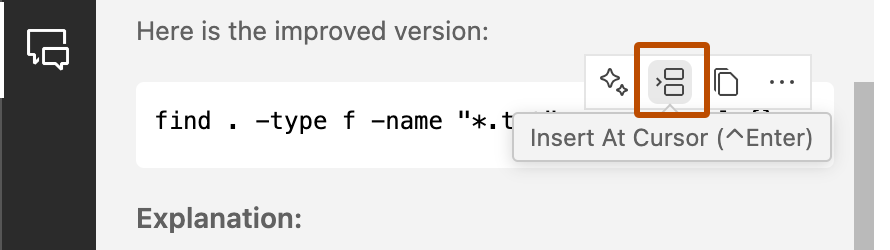 Here is the improved version:
find . -type f -name "*.t
Insert At Cursor (^Enter)
Explanation: